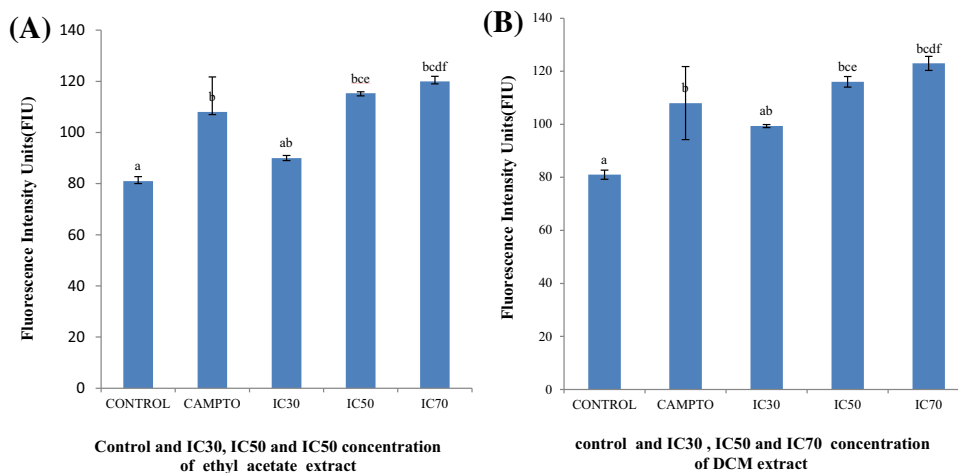 (A)
Fluorescence Intensity Units(FIU)
140
120
100
80
60
40
20
0
a
b
ab
bce
bcdf
CONTROL CAMPTO IC30 IC50 IC70
Control and IC30, IC50 and IC50 concentration
of ethyl acetate extract
(B)
Fluorescence Intensity Units(FIU)
140
120
100
80
60
40
20
0
a
b
ab
bce
bcdf
CONTROL CAMPTO IC30 IC50 IC70
control and IC30 , IC50 and IC70 concentration
of DCM extract